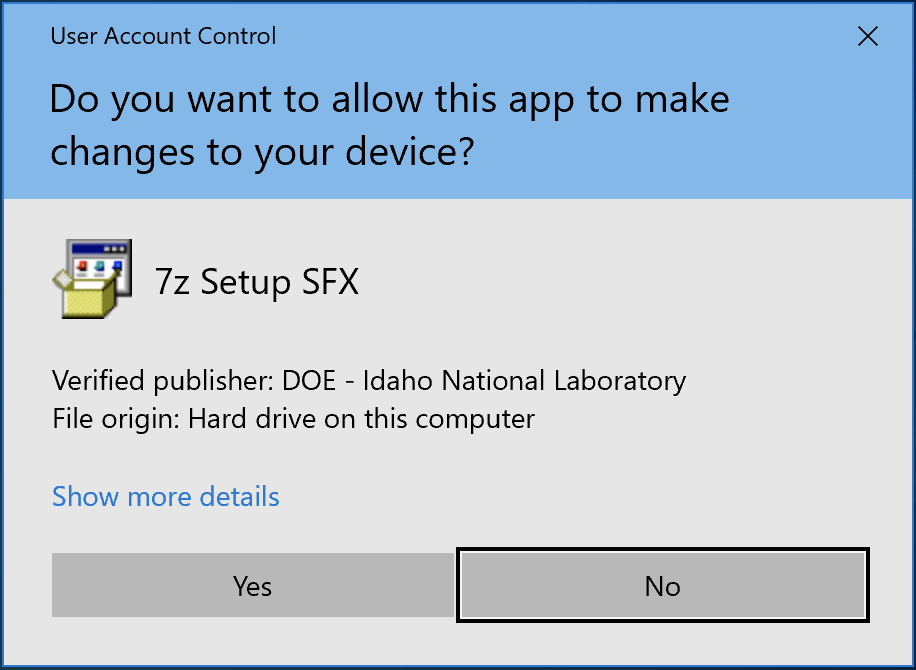 User Account Control
Do you want to allow this app to make
changes to your device?
7z Setup SFX
Verified publisher: DOE - Idaho National Laboratory
File origin: Hard drive on this computer
Show more details
Yes
No